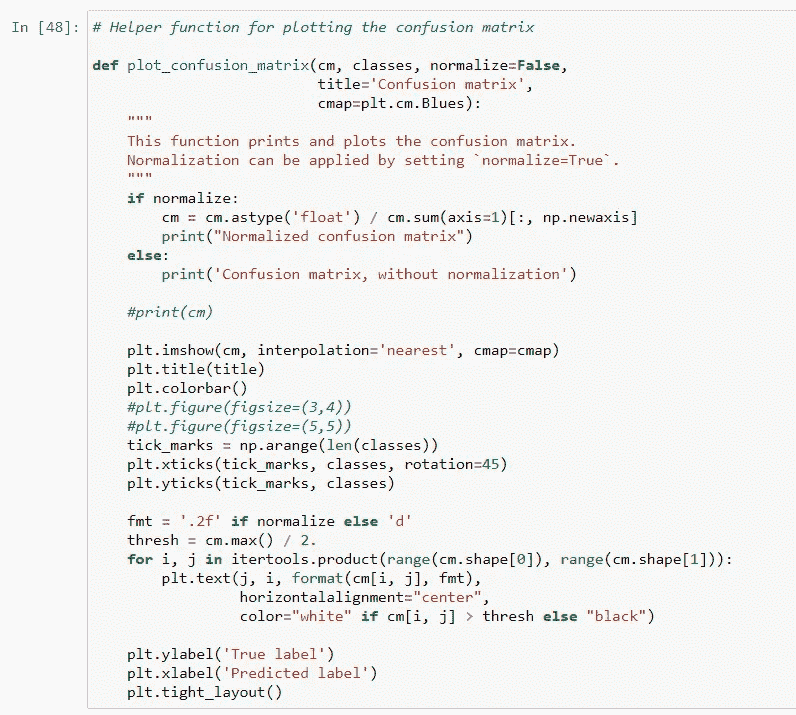 In [48]: # Helper function for plotting the confusion matrix
def plot_confusion_matrix(cm, classes, normalize=False,
                          title='Confusion matrix',
                          cmap=plt.cm.Blues):
    """
    This function prints and plots the confusion matrix.
    Normalization can be applied by setting `normalize=True`.
    """
    if normalize:
        cm = cm.astype('float') / cm.sum(axis=1)[:, np.newaxis]
        print("Normalized confusion matrix")
    else:
        print('Confusion matrix, without normalization')
    #print(cm)
    plt.imshow(cm, interpolation='nearest', cmap=cmap)
    plt.title(title)
    plt.colorbar()
    #plt.figure(figsize=(3,4))
    #plt.figure(figsize=(5,5))
    tick_marks = np.arange(len(classes))
    plt.xticks(tick_marks, classes, rotation=45)
    plt.yticks(tick_marks, classes)
    fmt = '.2f' if normalize else 'd'
    thresh = cm.max() / 2.
    for i, j in itertools.product(range(cm.shape[0]), range(cm.shape[1])):
        plt.text(j, i, format(cm[i, j], fmt),
                 horizontalalignment="center",
                 color="white" if cm[i, j] > thresh else "black")
    plt.ylabel('True label')
    plt.xlabel('Predicted label')
    plt.tight_layout()